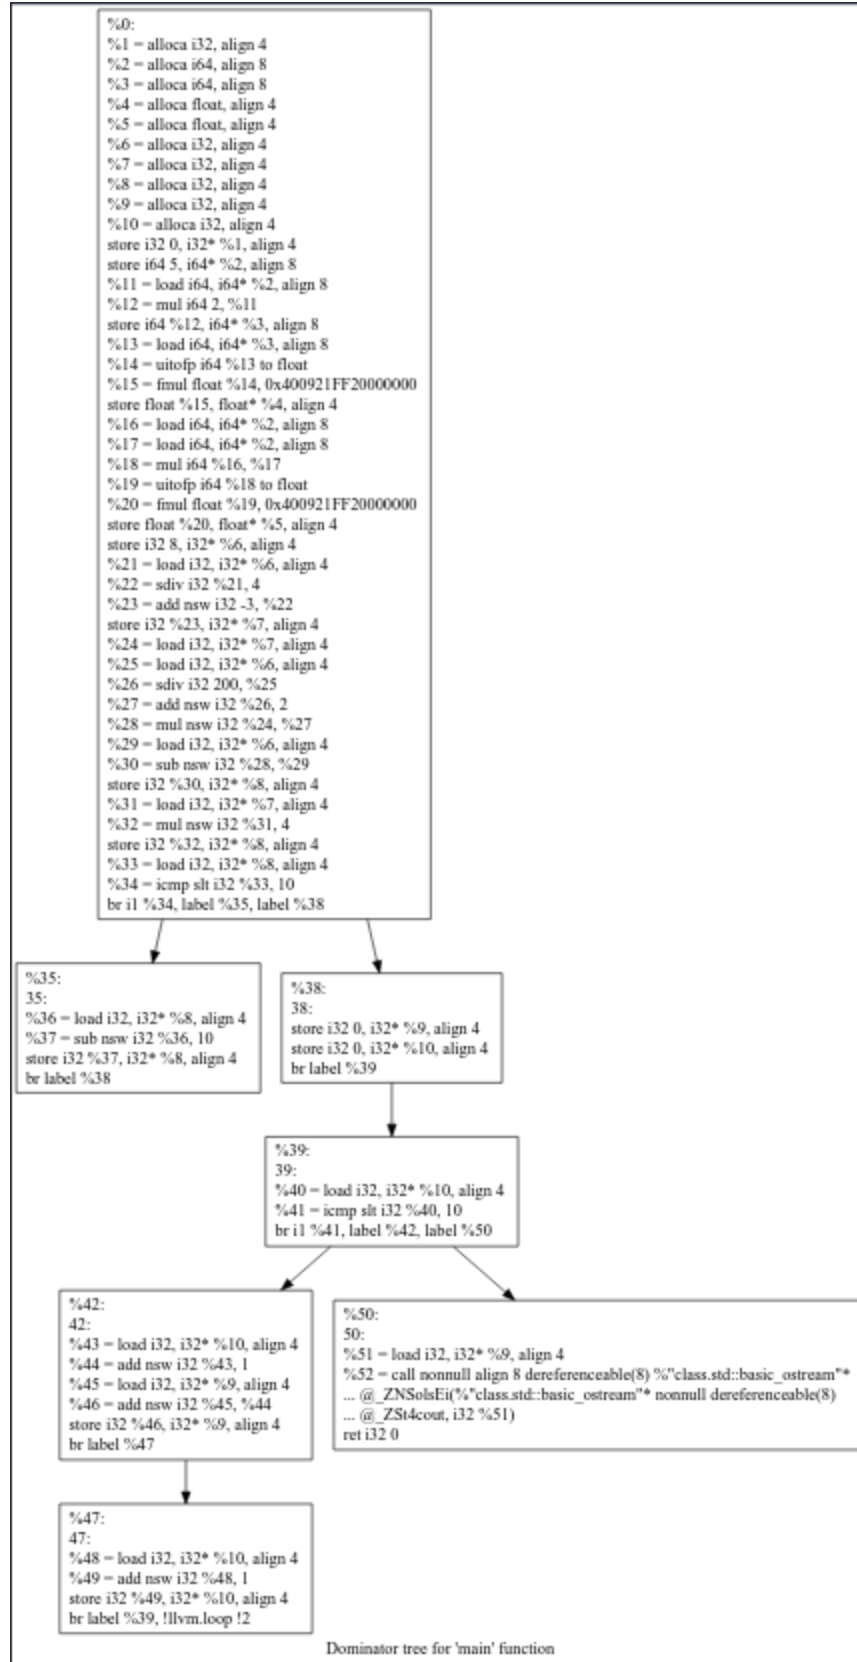 %0:
%1 = alloca i32, align 4
%2 = alloca i64, align 8
%3 = alloca i64, align 8
%4 = alloca float, align 4
%5 = alloca float, align 4
%6 = alloca i32, align 4
%7 = alloca i32, align 4
%8 = alloca i32, align 4
%9 = alloca i32, align 4
%10 = alloca i32, align 4
store i32 0, i32* %1, align 4
store i64 5, i64* %2, align 8
%11 = load i64, i64* %2, align 8
%12 = mul i64 2, %11
store i64 %12, i64* %3, align 8
%13 = load i64, i64* %3, align 8
%14 = uitofp i64 %13 to float
%15 = fmul float %14, 0x400921FF20000000
store float %15, float* %4, align 4
%16 = load i64, i64* %2, align 8
%17 = load i64, i64* %2, align 8
%18 = mul i64 %16, %17
%19 = uitofp i64 %18 to float
%20 = fmul float %19, 0x400921FF20000000
store float %20, float* %5, align 4
store i32 8, i32* %6, align 4
%21 = load i32, i32* %6, align 4
%22 = sdiv i32 %21, 4
%23 = add nsw i32 -3, %22
store i32 %23, i32* %7, align 4
%24 = load i32, i32* %7, align 4
%25 = load i32, i32* %6, align 4
%26 = sdiv i32 200, %25
%27 = add nsw i32 %26, 2
%28 = mul nsw i32 %24, %27
%29 = load i32, i32* %6, align 4
%30 = sub nsw i32 %28, %29
store i32 %30, i32* %8, align 4
%31 = load i32, i32* %7, align 4
%32 = mul nsw i32 %31, 4
store i32 %32, i32* %8, align 4
%33 = load i32, i32* %8, align 4
%34 = icmp slt i32 %33, 10
br i1 %34, label %35, label %38
%35:
35:
%36 = load i32, i32* %8, align 4
%37 = sub nsw i32 %36, 10
store i32 %37, i32* %8, align 4
br label %38
%38:
38:
store i32 0, i32* %9, align 4
store i32 0, i32* %10, align 4
br label %39
%39:
39:
%40 = load i32, i32* %10, align 4
%41 = icmp slt i32 %40, 10
br i1 %41, label %42, label %50
%42:
42:
%43 = load i32, i32* %10, align 4
%44 = add nsw i32 %43, 1
%45 = load i32, i32* %9, align 4
%46 = add nsw i32 %45, %44
store i32 %46, i32* %9, align 4
br label %47
%50:
50:
%51 = load i32, i32* %9, align 4
%52 = call nonnull align 8 dereferenceable(8) %"class.std::basic_ostream"*
... @_ZNSolsEi(%"class.std::basic_ostream"* nonnull dereferenceable(8)
... @_ZSt4cout, i32 %51)
ret i32 0
%47:
47:
%48 = load i32, i32* %10, align 4
%49 = add nsw i32 %48, 1
store i32 %49, i32* %10, align 4
br label %39, !llvm.loop !2
Dominator tree for 'main' function